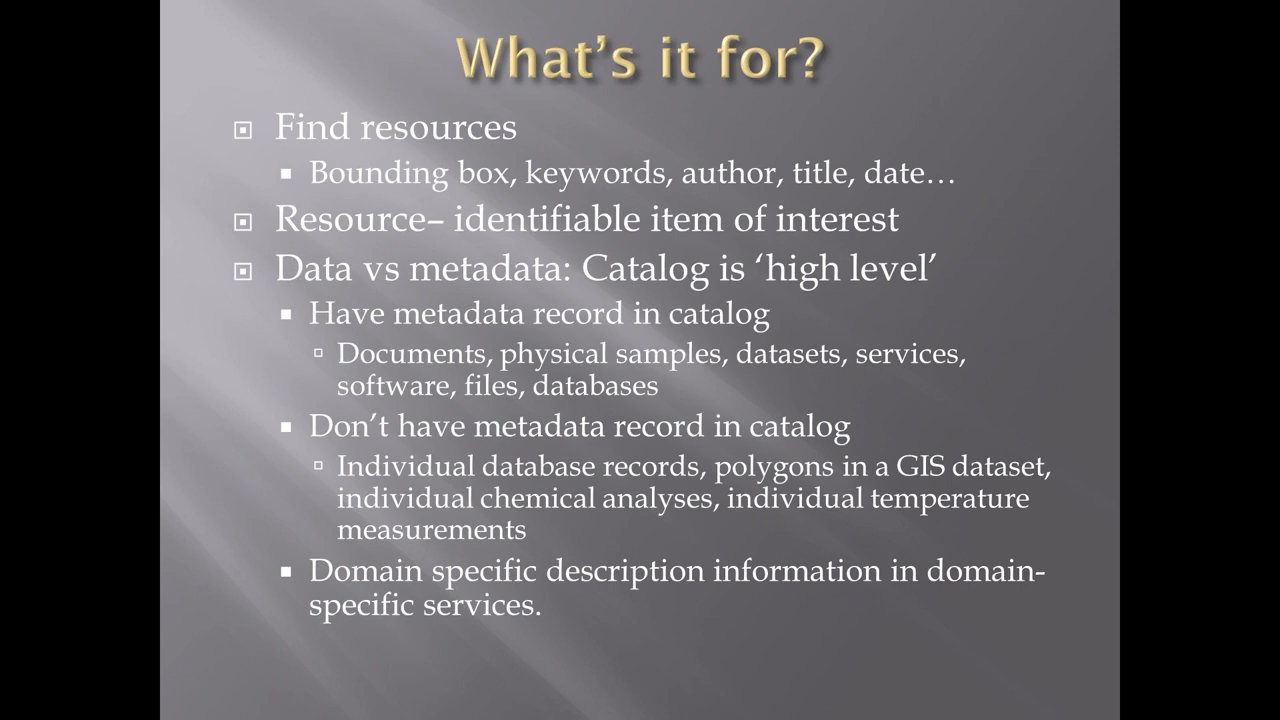 What’s it for?
Find resources
Bounding box, keywords, author, title, date…
Resource– identifiable item of interest
Data vs metadata: Catalog is ‘high level’
Have metadata record in catalog
Documents, physical samples, datasets, services,
software, files, databases
Don’t have metadata record in catalog
Individual database records, polygons in a GIS dataset,
individual chemical analyses, individual temperature
measurements
Domain specific description information in domain-
specific services.